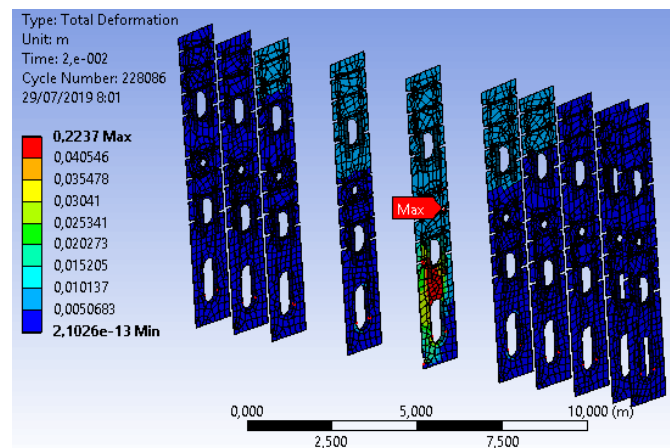 Type: Total Deformation
Unit: m
Time: 2,e-002
Cycle Number: 228086
29/07/2019 8:01
0,2237 Max
0,040546
0,035478
0,03041
0,025341
0,020273
0,015205
0,010137
0,0050683
2,1026e-13 Min
Max
0,000 5,000 10,000 (m)
2,500 7,500